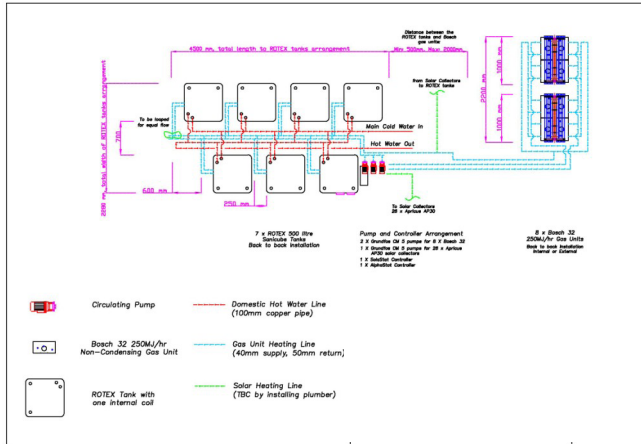 Distance between the
ROTEX tanks and Bosch
gas units
4000 mm, total length to ROTEX tanks arrangement
Min 500mm, Max 2000mm
from Solar Collectors
to ROTEX tanks
2200 mm
1000 mm
1000 mm
To be looped
for equal flow
Main Cold Water In
Hot Water Out
700
2200 mm, total width of ROTEX tanks arrangement
600 mm
250 mm
To Solar Collectors
28 x Apricus AP30
7 x ROTEX 500 litre
Sanicube Tanks
Back to back installation
Pump and Controller Arrangement
2 X Grundfos CM 5 pumps for 8 X Bosch 32
1 X Grundfos CM 5 pumps for 28 x Apricus
AP30 solar collectors
1 X SolaStat Controller
1 X AlphaStat Controller
8 x Bosch 32
250MJ/hr Gas Units
Back to back installation
Internal or External
Circulating Pump
Domestic Hot Water Line
(100mm copper pipe)
Bosch 32 250MJ/hr
Non-Condensing Gas Unit
Gas Unit Heating Line
(40mm supply, 50mm return)
ROTEX Tank with
one internal coil
Solar Heating Line
(TBC by installing plumber)